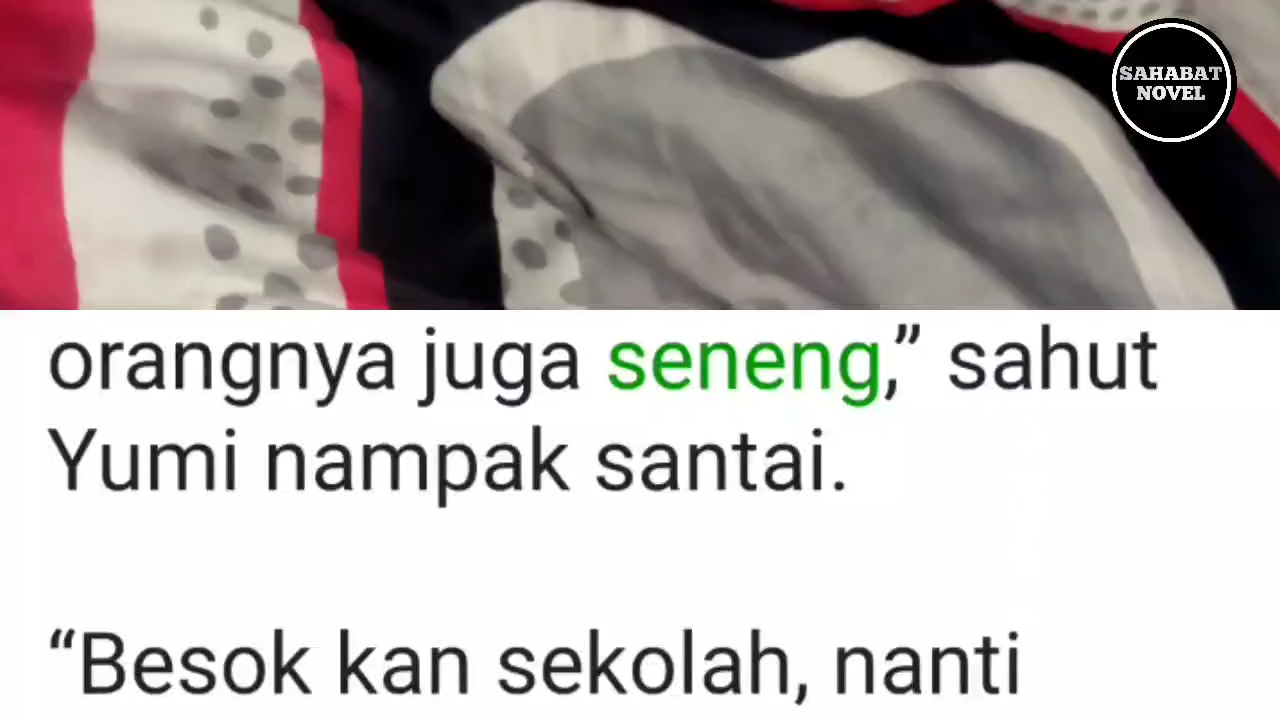 SAHABAT
NOVEL
orangnya juga seneng,” sahut
Yumi nampak santai.
“Besok kan sekolah, nanti